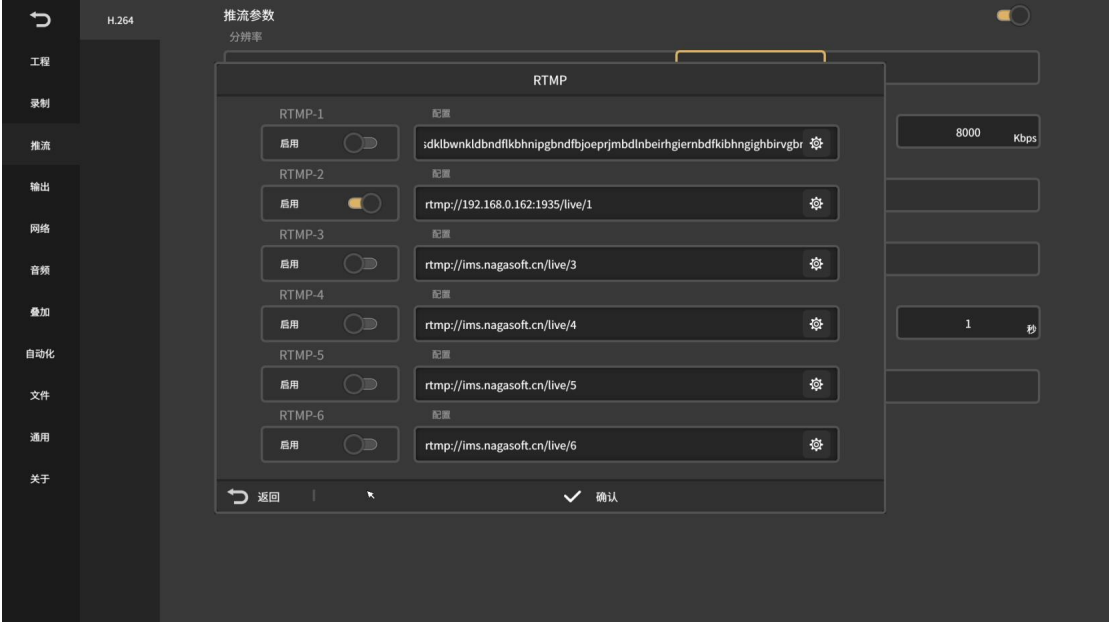 H.264
推流参数
分辨率
工程
录制
推流
输出
网络
音频
叠加
自动化
文件
通用
关于
RTMP
RTMP-1
配置
启用
sdklbwnkldbndflkbhnipgbndfbjoeprjmbdlnbeirhgiernbdfkibhngighbirvgbr
RTMP-2
配置
启用
rtmp://192.168.0.162:1935/live/1
RTMP-3
配置
启用
rtmp://ims.nagasoft.cn/live/3
RTMP-4
配置
启用
rtmp://ims.nagasoft.cn/live/4
RTMP-5
配置
启用
rtmp://ims.nagasoft.cn/live/5
RTMP-6
配置
启用
rtmp://ims.nagasoft.cn/live/6
返回
确认
8000 Kbps
1 秒